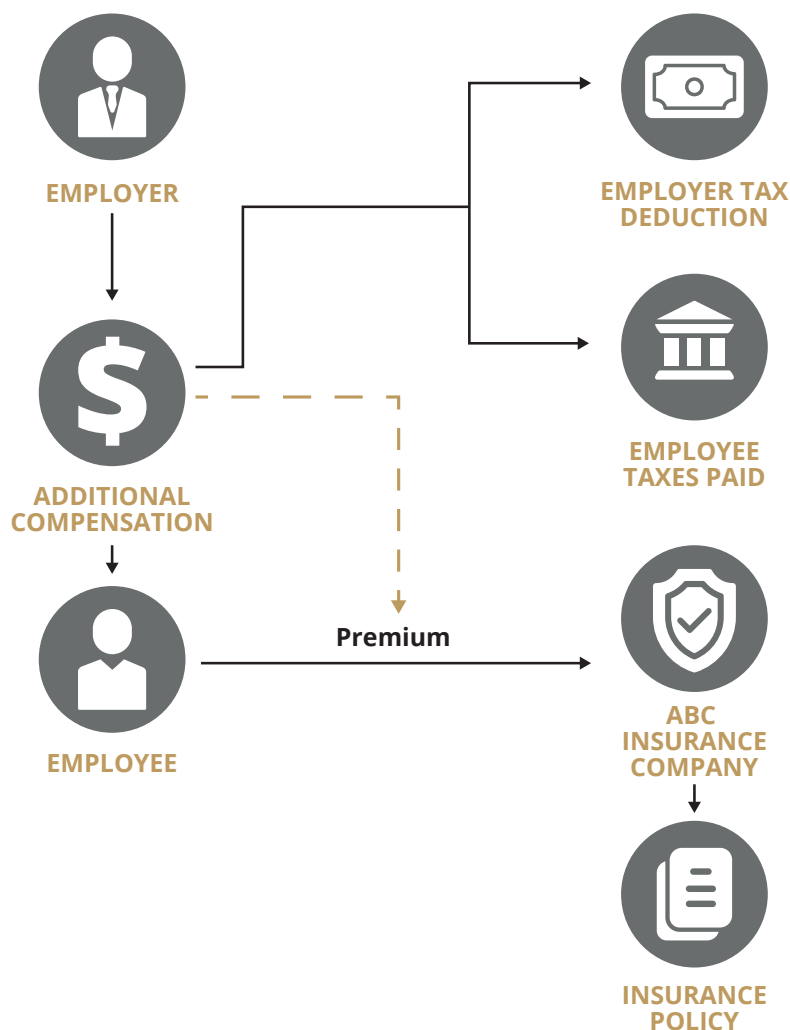 EMPLOYER
EMPLOYER TAX
DEDUCTION
EMPLOYEE
TAXES PAID
$
ADDITIONAL
COMPENSATION
Premium
EMPLOYEE
ABC
INSURANCE
COMPANY
INSURANCE
POLICY